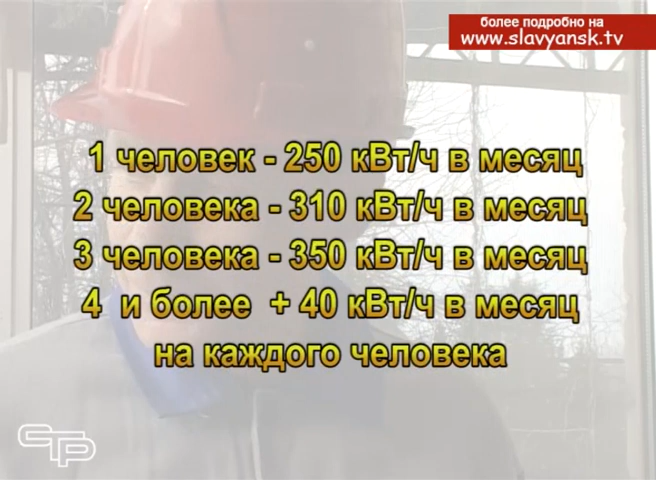 более подробно на
www.slavyansk.tv
1 человек - 250 кВт/ч в месяц
2 человека - 310 кВт/ч в месяц
3 человека - 350 кВт/ч в месяц
4 и более + 40 кВт/ч в месяц
на каждого человека
СТР